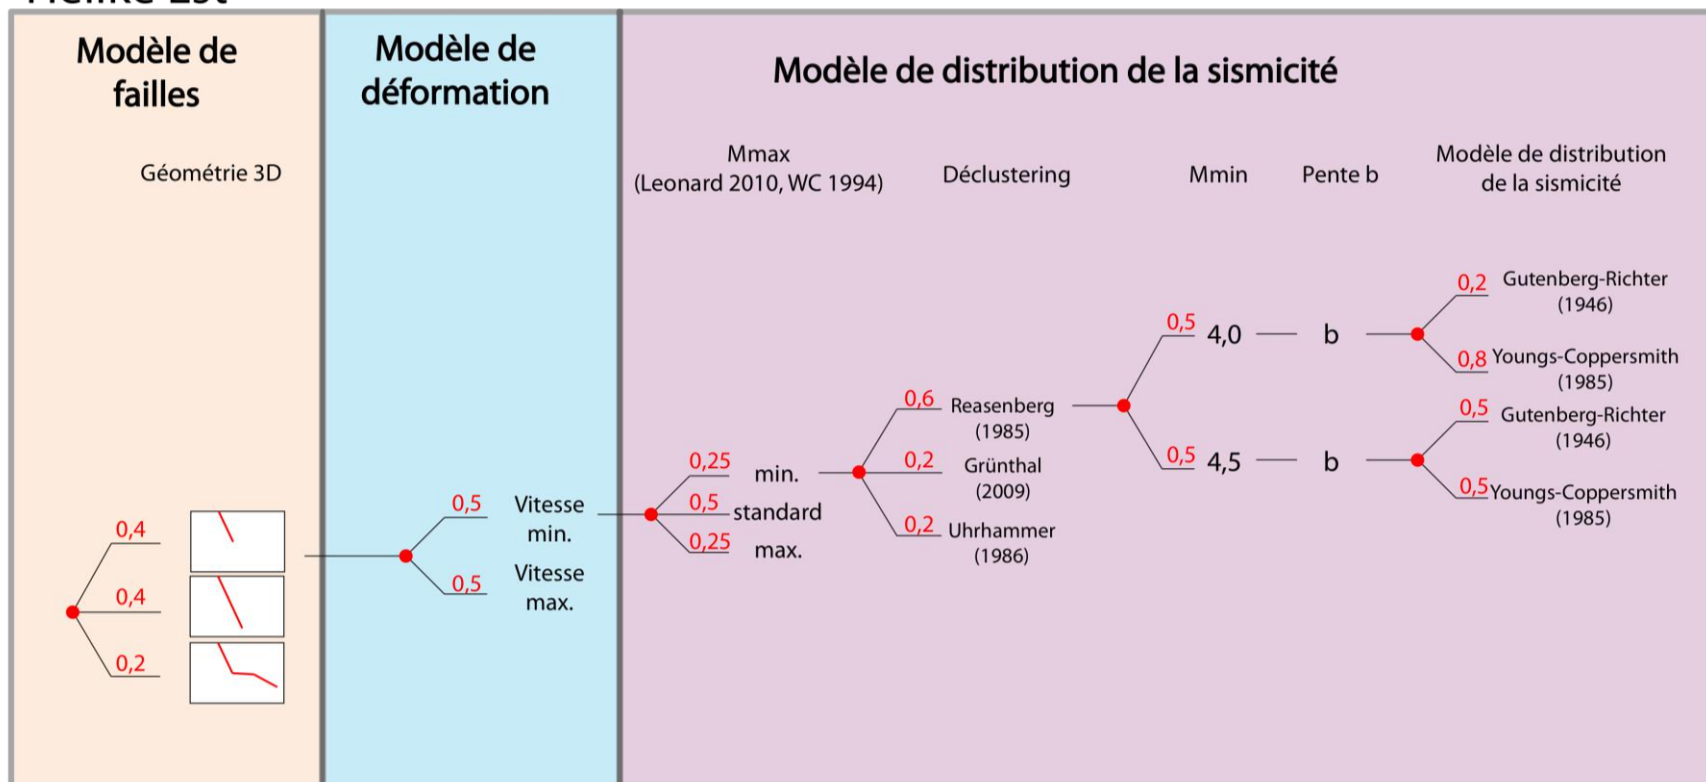 Modèle de
failles
Modèle de
déformation
Modèle de distribution de la sismicité
Géométrie 3D
Mmax
(Leonard 2010, WC 1994)
Déclustering
Mmin
Pente b
Modèle de distribution
de la sismicité
0,4
0,4
0,2
0,5
Vitesse
min.
0,5
Vitesse
max.
0,25
min.
0,5
standard
0,25
max.
0,6
Reasenberg
(1985)
0,2
Grünthal
(2009)
0,2
Uhrhammer
(1986)
0,5
4,0
b
0,5
4,5
b
0,2
Gutenberg-Richter
(1946)
0,8
Youngs-Coppersmith
(1985)
0,5
Gutenberg-Richter
(1946)
0,5
Youngs-Coppersmith
(1985)